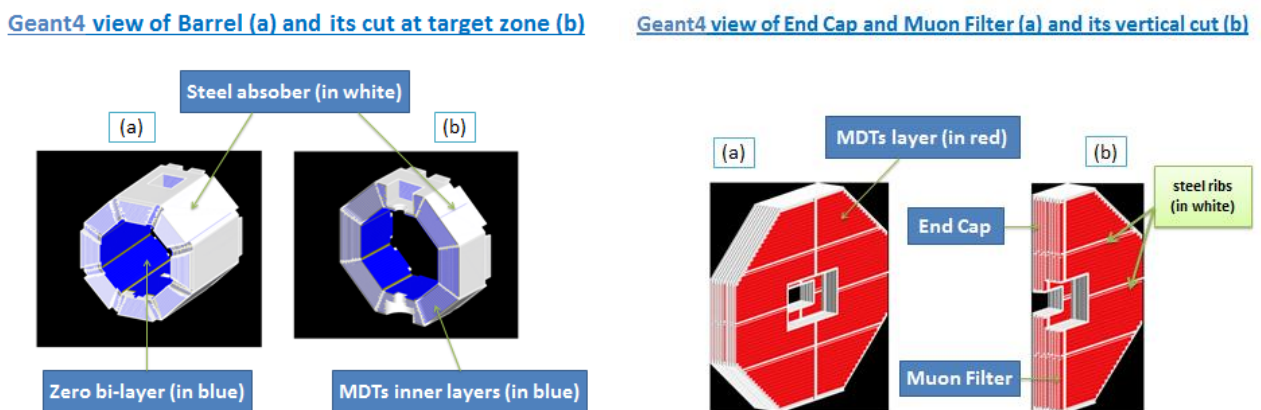 Geant4 view of Barrel (a) and its cut at target zone (b)
Steel absober (in white)
(a)
(b)
Zero bi-layer (in blue)
MDTs inner layers (in blue)
Geant4 view of End Cap and Muon Filter (a) and its vertical cut (b)
MDTs layer (in red)
(a)
(b)
steel ribs
(in white)
End Cap
Muon Filter